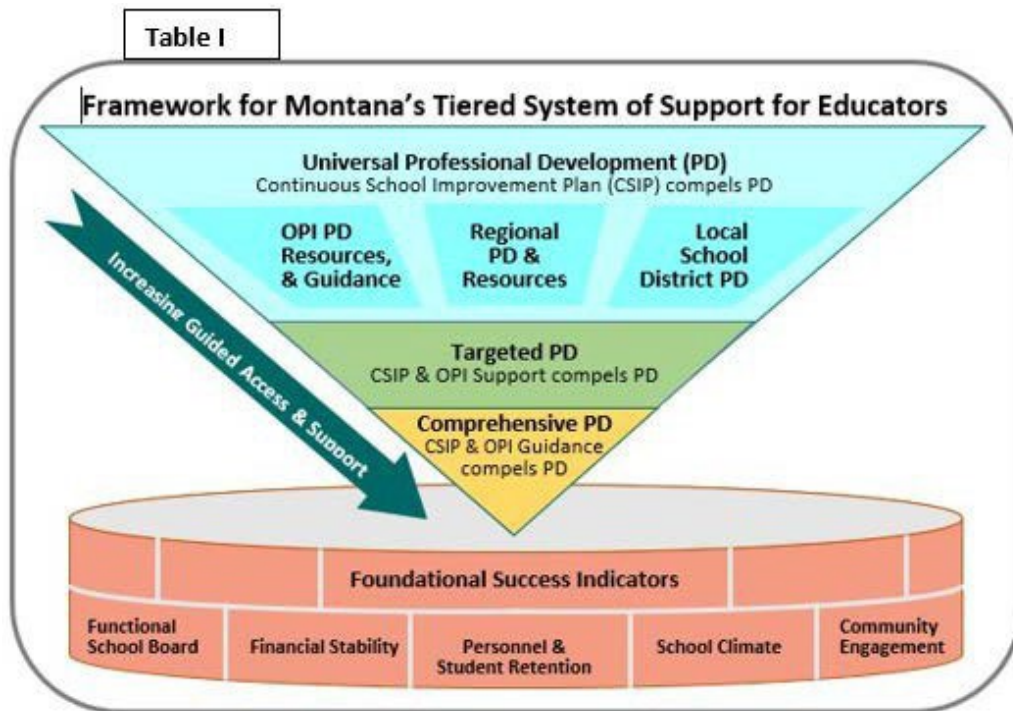 Table I
Framework for Montana's Tiered System of Support for Educators
Universal Professional Development (PD)
Continuous School Improvement Plan (CSIP) compels PD
OPI PD
Resources,
& Guidance
Regional
PD &
Resources
Local
School
District PD
Increasing Guided Access & Support
Targeted PD
CSIP & OPI Support compels PD
Comprehensive PD
CSIP & OPI Guidance
compels PD
Foundational Success Indicators
Functional
School Board
Financial Stability
Personnel &
Student Retention
School Climate
Community
Engagement